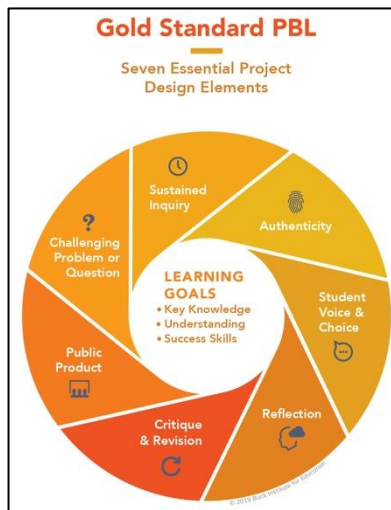 Gold Standard PBL
Seven Essential Project
Design Elements
?
Challenging
Problem or
Question
Sustained
Inquiry
Authenticity
Student
Voice &
Choice
Reflection
Critique
& Revision
Public
Product
LEARNING
GOALS
• Key Knowledge
• Understanding
• Success Skills
© 2015 Buck Institute for Education